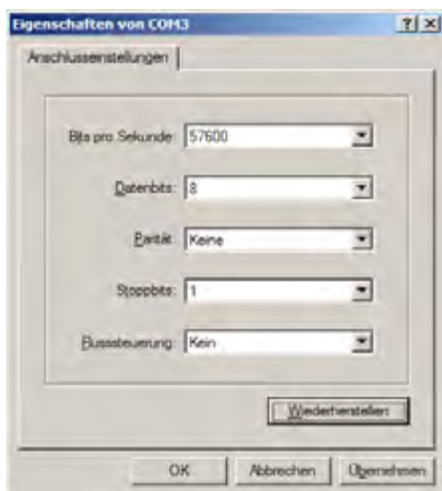 Eigenschaften von COM3
Anschlusseinstellungen
Bits pro Sekunde: 57600
Datenbits: 8
Parität: Keine
Stoppbits: 1
Flusssteuerung: Kein
Wiederherstellen
OK Abbrechen Übernehmen